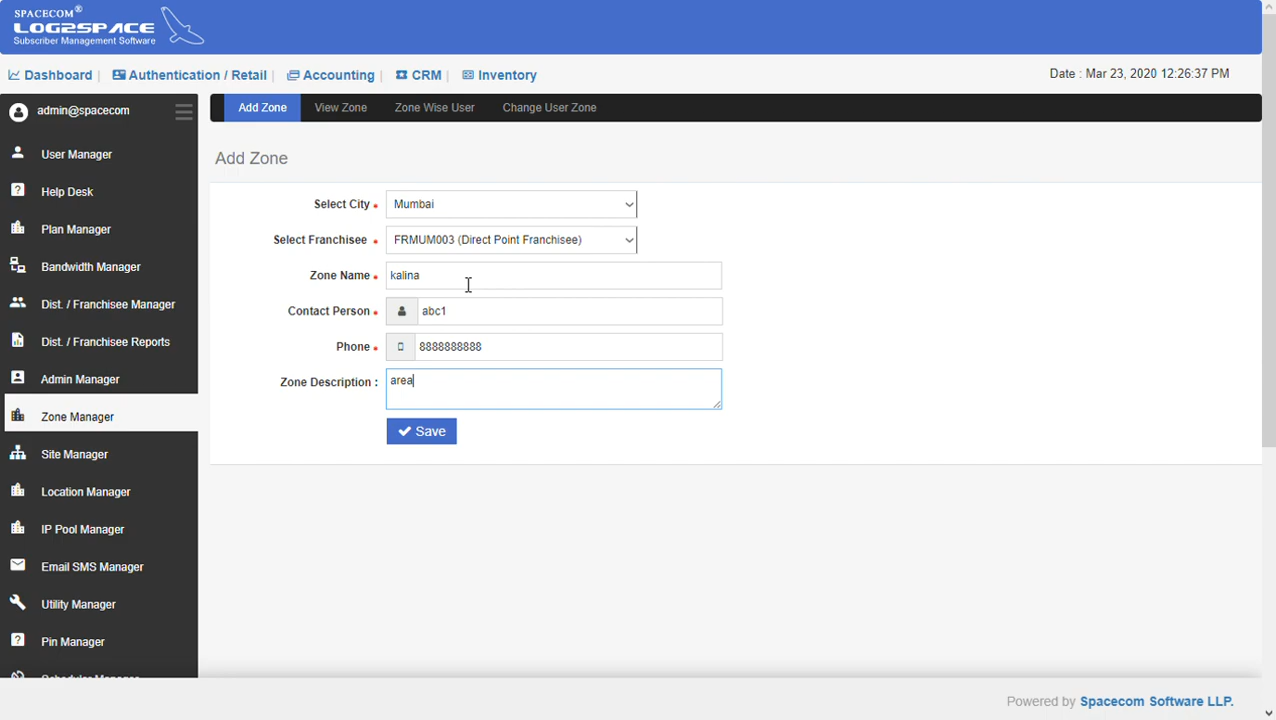 SPACECOM®
LOG2SPACE
Subscriber Management Software
Dashboard | Authentication / Retail | Accounting | CRM | Inventory
Date : Mar 23, 2020 12:26:37 PM
admin@spacecom
Add Zone View Zone Zone Wise User Change User Zone
User Manager
Help Desk
Plan Manager
Bandwidth Manager
Dist. / Franchisee Manager
Dist. / Franchisee Reports
Admin Manager
Zone Manager
Site Manager
Location Manager
IP Pool Manager
Email SMS Manager
Utility Manager
Pin Manager
Scheduler Manager
Add Zone
Select City • Mumbai
Select Franchisee • FRMUM003 (Direct Point Franchisee)
Zone Name • kalina
Contact Person • abc1
Phone • 8888888888
Zone Description : area
Save
Powered by Spacecom Software LLP.